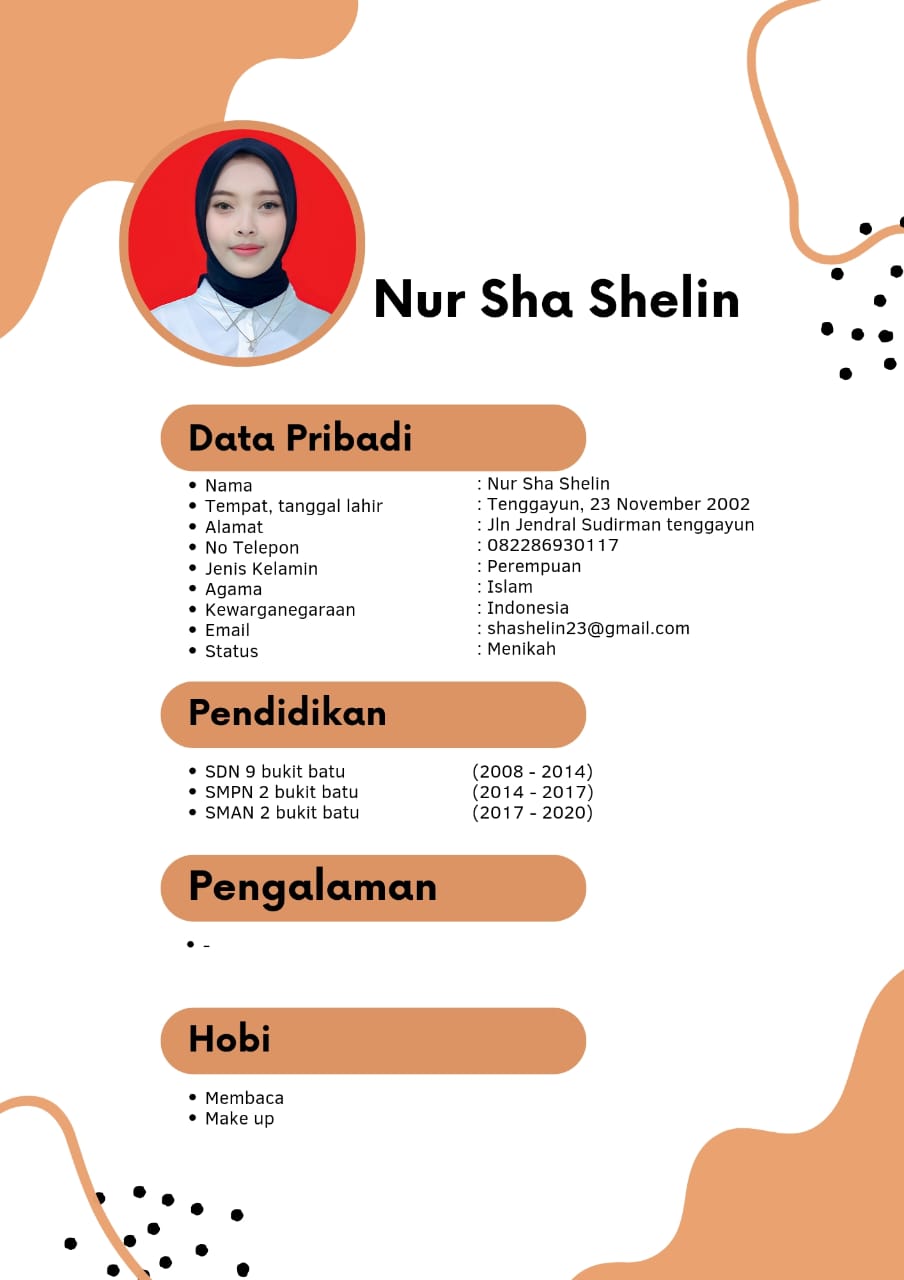 Nur Sha Shelin
Data Pribadi
• Nama : Nur Sha Shelin
• Tempat, tanggal lahir : Tenggayun, 23 November 2002
• Alamat : Jln Jendral Sudirman tenggayun
• No Telepon : 082286930117
• Jenis Kelamin : Perempuan
• Agama : Islam
• Kewarganegaraan : Indonesia
• Email : shashelin23@gmail.com
• Status : Menikah
Pendidikan
• SDN 9 bukit batu (2008 - 2014)
• SMPN 2 bukit batu (2014 - 2017)
• SMAN 2 bukit batu (2017 - 2020)
Pengalaman
• -
Hobi
• Membaca
• Make up